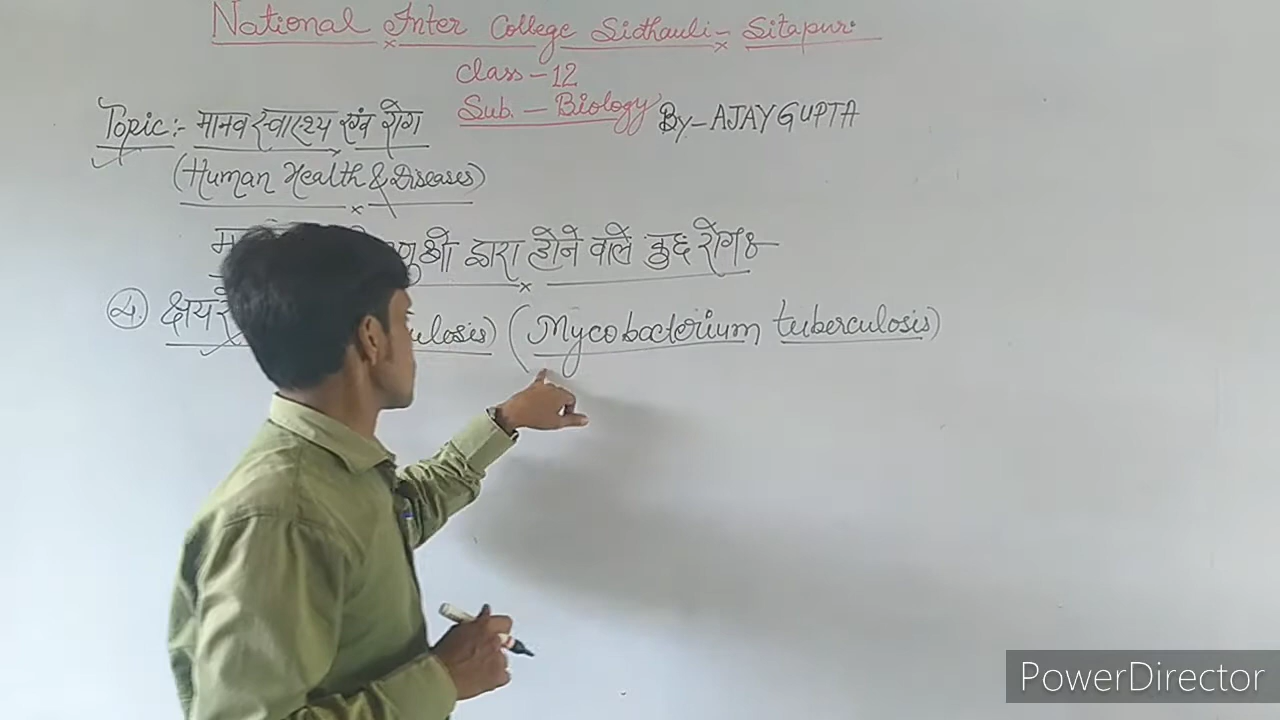 National Inter College Sidhauli- Sitapur.
Class-12
Sub. - Biology
By- AJAY GUPTA
Topic:- मानव स्वास्थ्य एंव रोग
(Human Health & Diseases)
द्वारा होने वाले कुछ रोग:-
4. (Mycobacterium tuberculosis)
PowerDirector